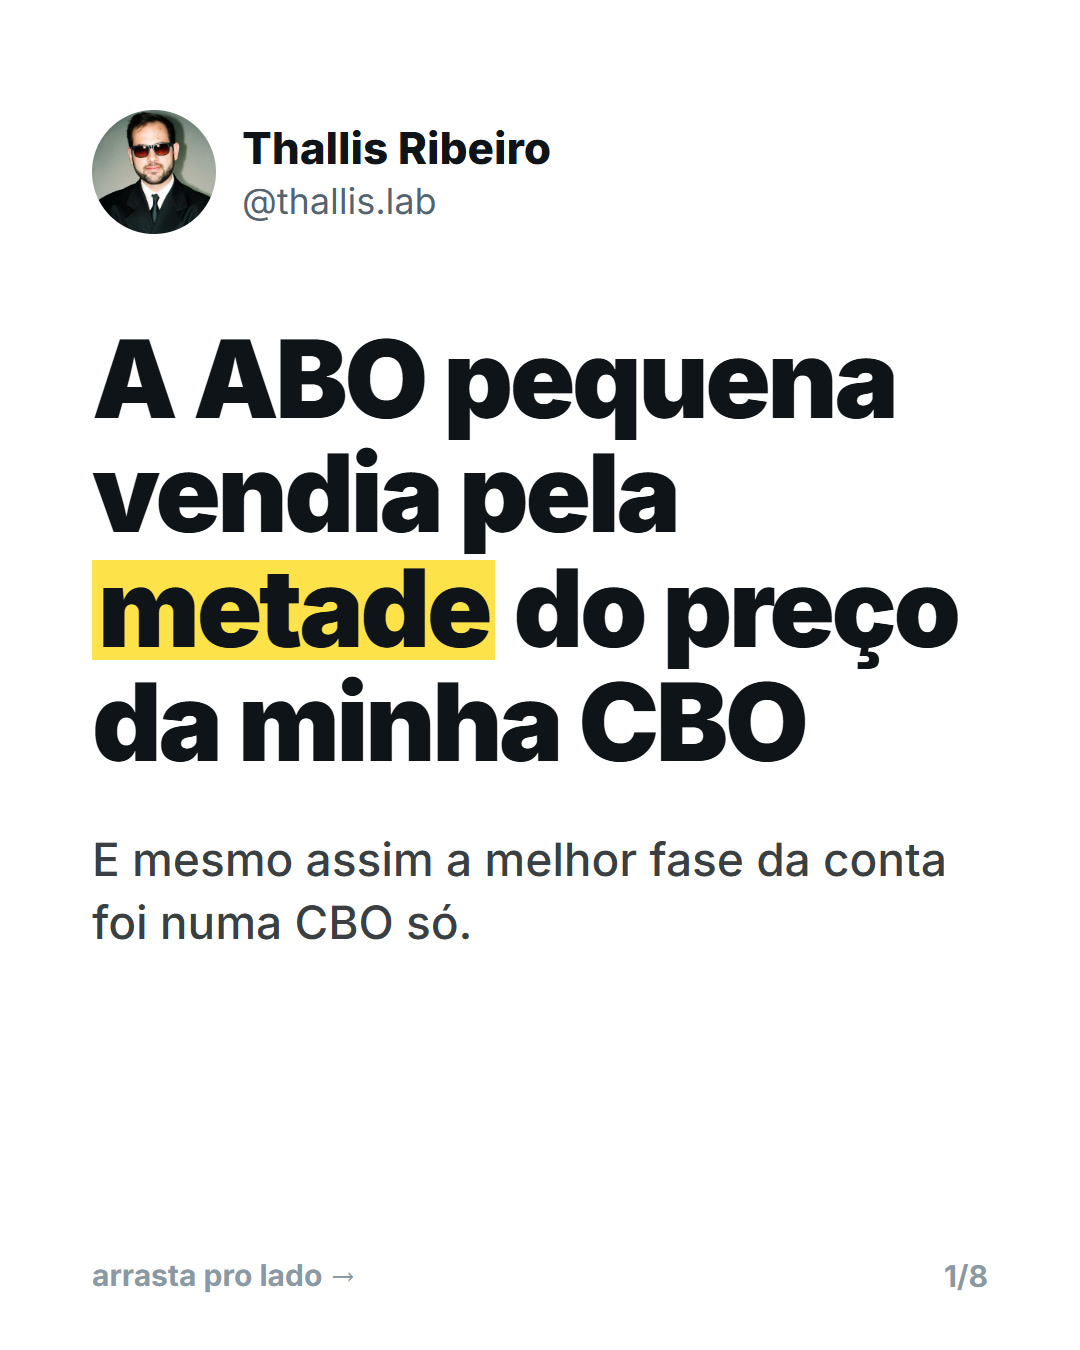 Thallis Ribeiro
@thallis.lab
A ABO pequena
vendia pela
metade do preço
da minha CBO
E mesmo assim a melhor fase da conta
foi numa CBO só.
arrasta pro lado →
1/8